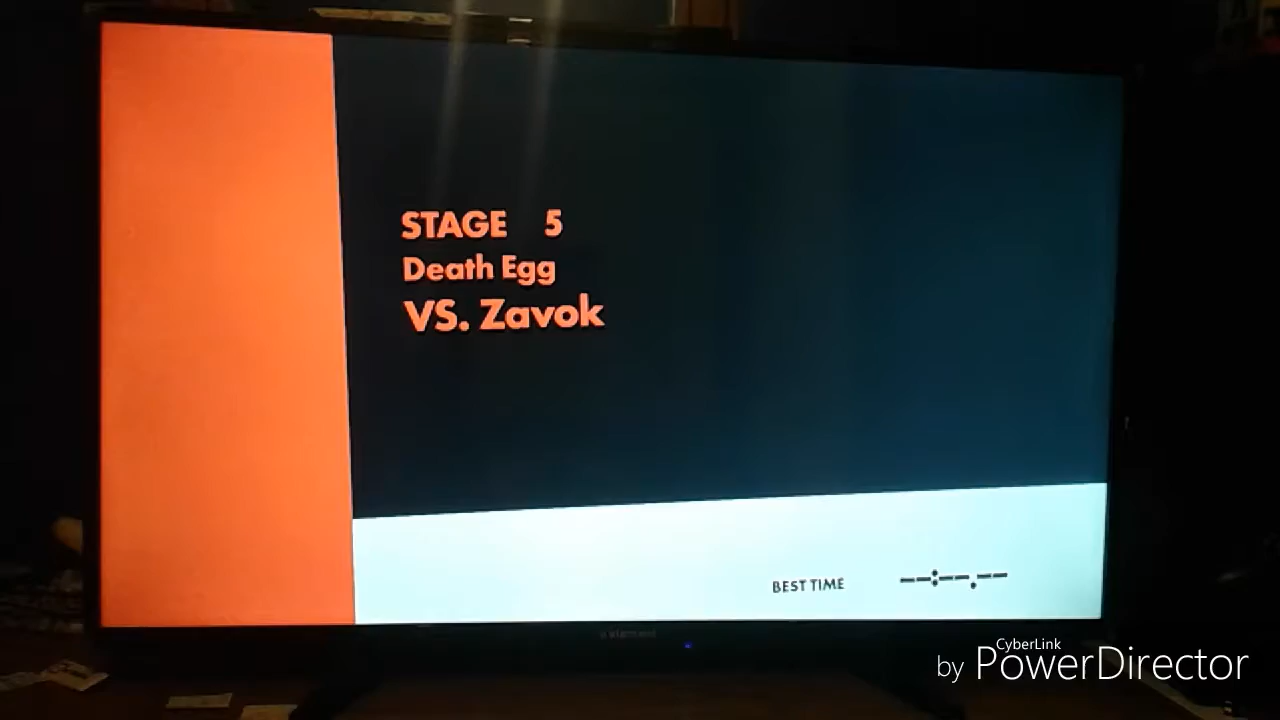 STAGE 5
Death Egg
VS. Zavok
BEST TIME --:--.--
CyberLink
by PowerDirector